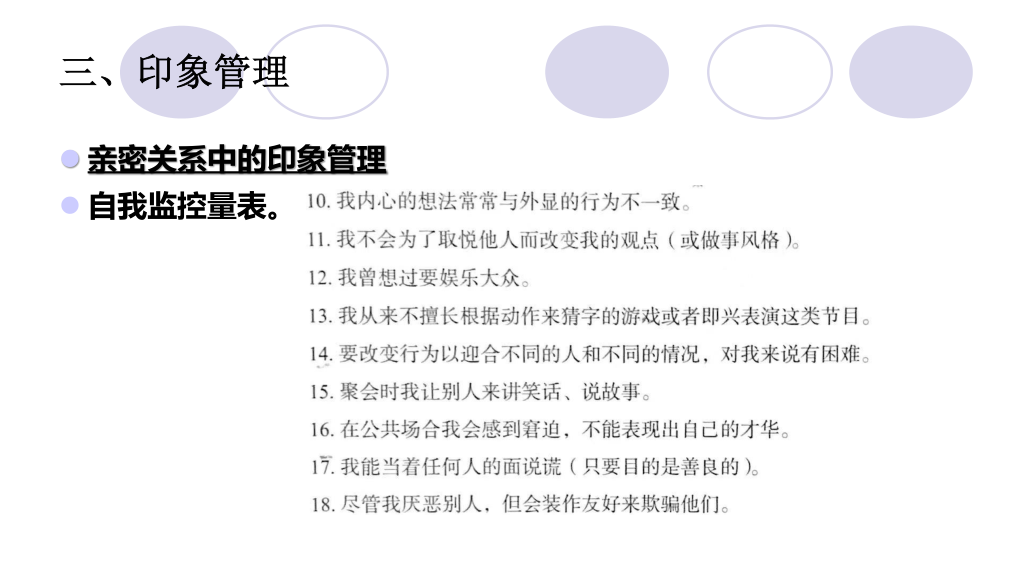 三、印象管理
亲密关系中的印象管理
自我监控量表。
10. 我内心的想法常常与外显的行为不一致。
11. 我不会为了取悦他人而改变我的观点（或做事风格）。
12. 我曾想过要娱乐大众。
13. 我从来不擅长根据动作来猜字的游戏或者即兴表演这类节目。
14. 要改变行为以迎合不同的人和不同的情况，对我来说有困难。
15. 聚会时我让别人来讲笑话、说故事。
16. 在公共场合我会感到窘迫，不能表现出自己的才华。
17. 我能当着任何人的面说谎（只要目的是善良的）。
18. 尽管我厌恶别人，但会装作友好来欺骗他们。